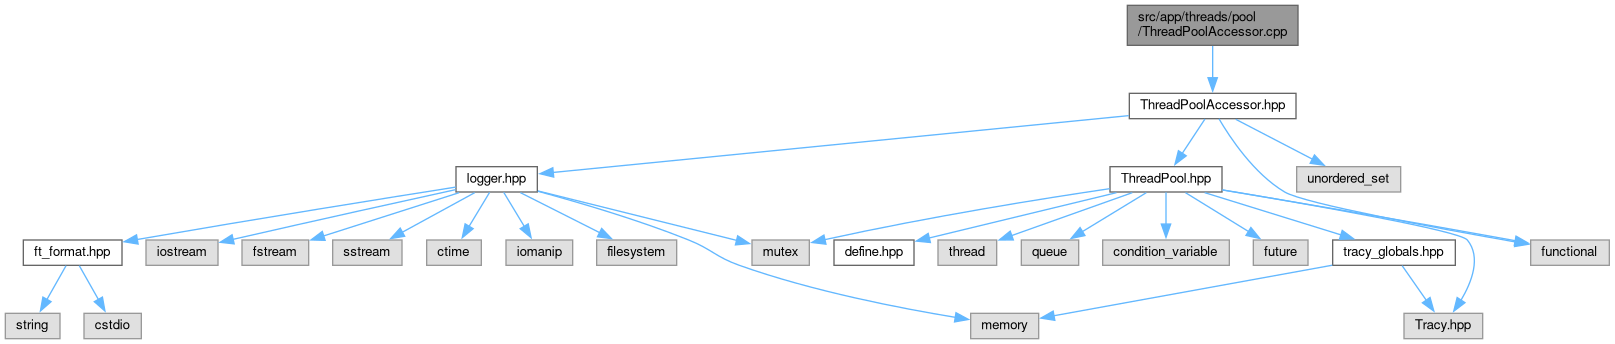 src/app/threads/pool
/ThreadPoolAccessor.cpp
ThreadPoolAccessor.hpp
logger.hpp
ThreadPool.hpp
unordered_set
ft_format.hpp
iostream
fstream
sstream
ctime
iomanip
filesystem
mutex
define.hpp
thread
queue
condition_variable
future
tracy_globals.hpp
functional
string
cstdio
memory
Tracy.hpp